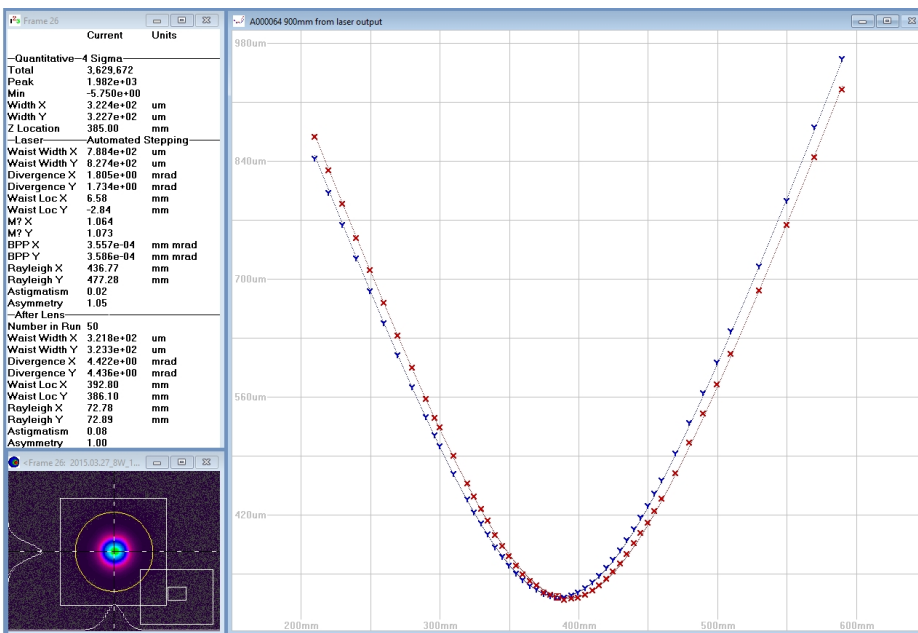 Frame 26
Current Units
Quantitative-4 Sigma
Total 3,629,672
Peak 1.982e+03
Min -5.750e+00
Width X 3.224e+02 um
Width Y 3.227e+02 um
Z Location 385.00 mm
Laser Automated Stepping
Waist Width X 7.884e+02 um
Waist Width Y 8.274e+02 um
Divergence X 1.805e+00 mrad
Divergence Y 1.734e+00 mrad
Waist Loc X 6.58 mm
Waist Loc Y -2.84 mm
M? X 1.064
M? Y 1.073
BPP X 3.557e-04 mm mrad
BPP Y 3.586e-04 mm mrad
Rayleigh X 436.77 mm
Rayleigh Y 477.28 mm
Astigmatism 0.02
Asymmetry 1.05
After Lens
Number in Run 50
Waist Width X 3.218e+02 um
Waist Width Y 3.233e+02 um
Divergence X 4.422e+00 mrad
Divergence Y 4.436e+00 mrad
Waist Loc X 392.80 mm
Waist Loc Y 386.10 mm
Rayleigh X 72.78 mm
Rayleigh Y 72.89 mm
Astigmatism 0.08
Asymmetry 1.00
<Frame 26: 2015.03.27_BW_1...
A000064 900mm from laser output
980um
840um
700um
560um
420um
200mm 300mm 400mm 500mm 600mm